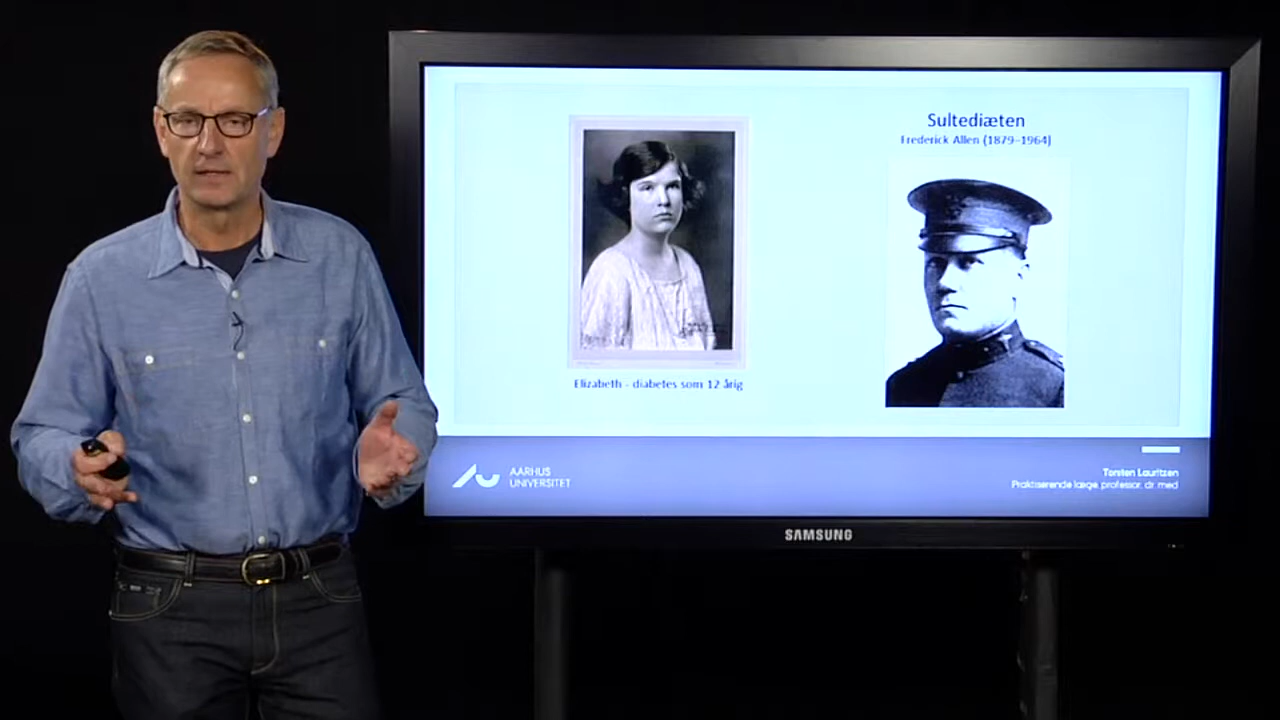 Sultediæten
Frederick Allen (1879–1964)
Elizabeth - diabetes som 12 årig
AARHUS
UNIVERSITET
Torsten Lauritzen
Praktiserende læge, professor, dr. med
SAMSUNG